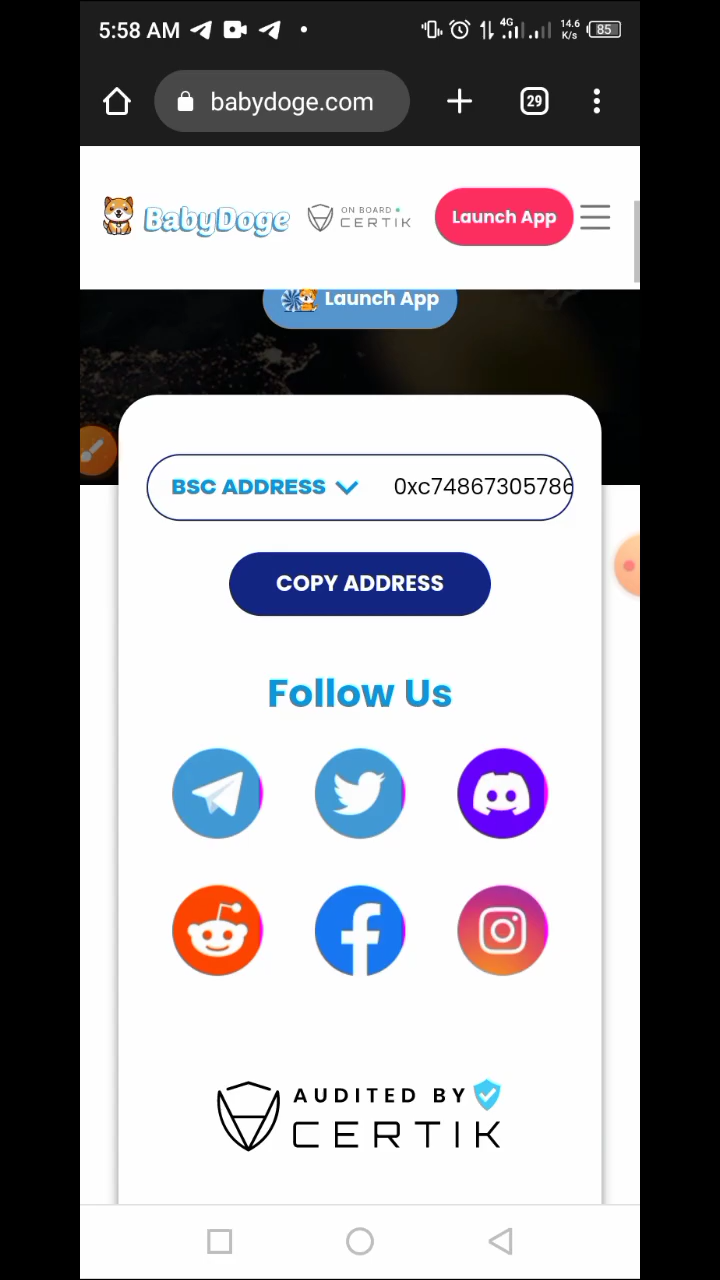 5:58 AM
4G
14.6
K/s
85
babydoge.com
29
BabyDoge
ON BOARD
CERTIK
Launch App
Launch App
BSC ADDRESS
0xc74867305786
COPY ADDRESS
Follow Us
AUDITED BY
CERTIK